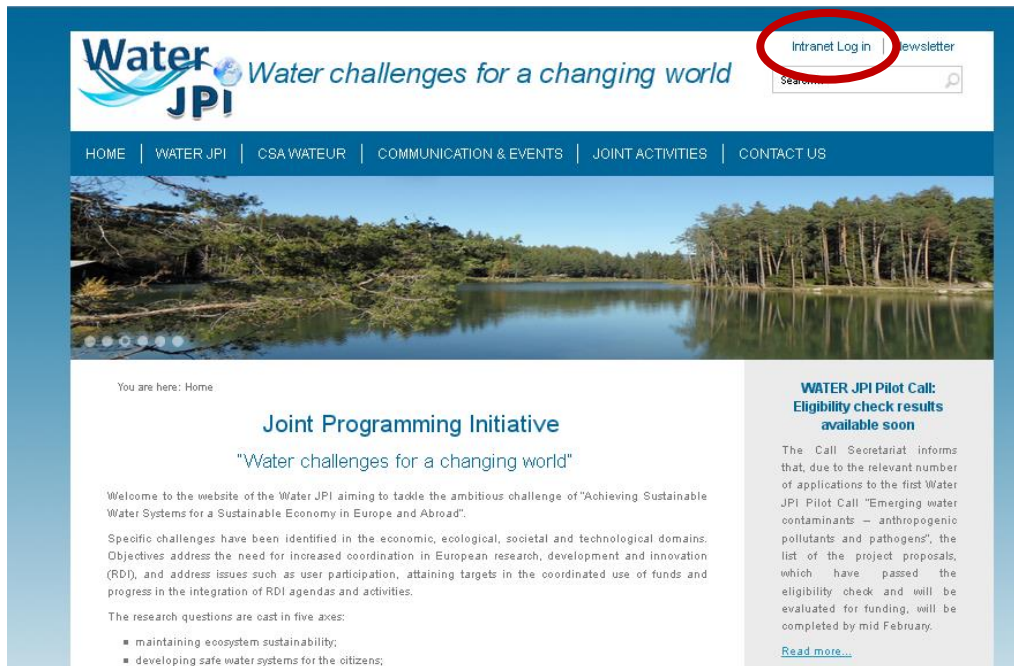 Water
JPI
Water challenges for a changing world
Intranet Log in | Newsletter
Search...
HOME | WATER JPI | CSA WATEUR | COMMUNICATION & EVENTS | JOINT ACTIVITIES | CONTACT US
You are here: Home
Joint Programming Initiative
"Water challenges for a changing world"
Welcome to the website of the Water JPI aiming to tackle the ambitious challenge of "Achieving Sustainable
Water Systems for a Sustainable Economy in Europe and Abroad".
Specific challenges have been identified in the economic, ecological, societal and technological domains.
Objectives address the need for increased coordination in European research, development and innovation
(RDI), and address issues such as user participation, attaining targets in the coordinated use of funds and
progress in the integration of RDI agendas and activities.
The research questions are cast in five axes:
▪ maintaining ecosystem sustainability;
▪ developing safe water systems for the citizens;
WATER JPI Pilot Call:
Eligibility check results
available soon
The Call Secretariat informs
that, due to the relevant number
of applications to the first Water
JPI Pilot Call "Emerging water
contaminants – anthropogenic
pollutants and pathogens", the
list of the project proposals,
which have passed the
eligibility check and will be
evaluated for funding, will be
completed by mid February.
Read more...